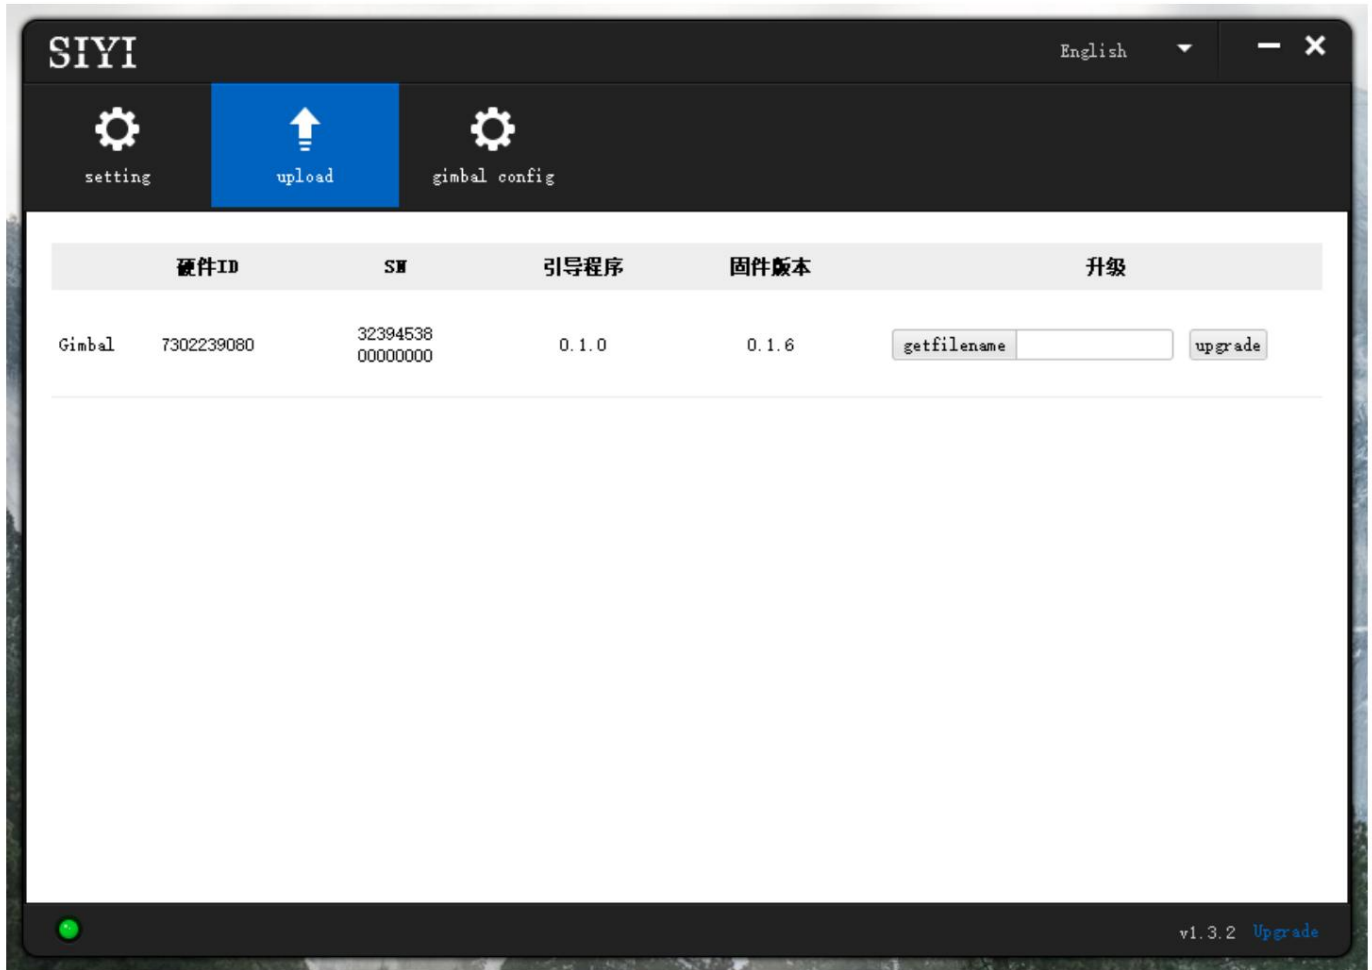 SIYI
English
setting
upload
gimbal config
硬件ID SN 引导程序 固件版本 升级
Gimbal 7302239080 32394538 0.1.0 0.1.6 getfilename upgrade
00000000
v1.3.2 Upgrade